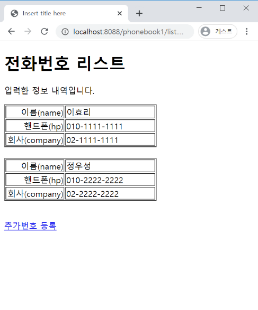 Insert title here
localhost:8088/phonebook1/list...
게스트
전화번호 리스트
입력한 정보 내역입니다.
이름(name) 이효리
핸드폰(hp) 010-1111-1111
회사(company) 02-1111-1111
이름(name) 정우성
핸드폰(hp) 010-2222-2222
회사(company) 02-2222-2222
추가번호 등록